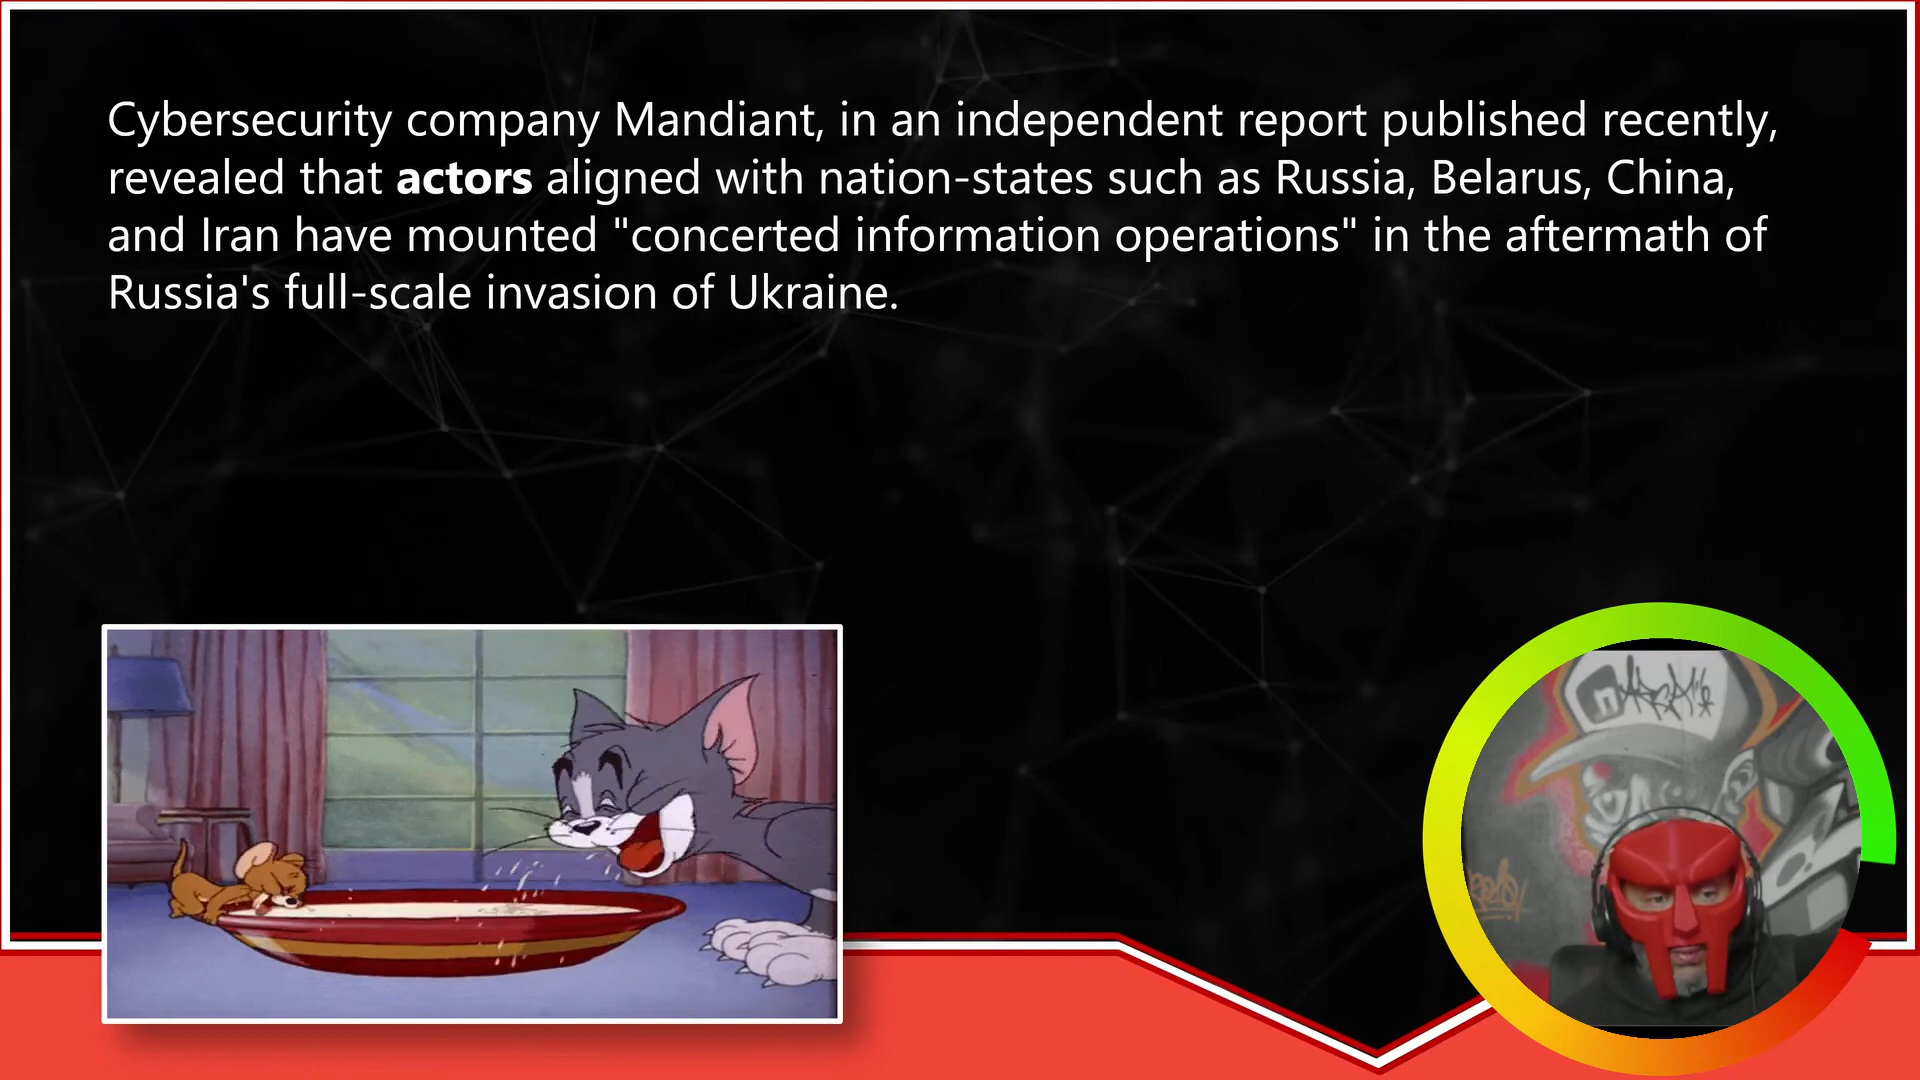 Cybersecurity company Mandiant, in an independent report published recently,
revealed that actors aligned with nation-states such as Russia, Belarus, China,
and Iran have mounted "concerted information operations" in the aftermath of
Russia's full-scale invasion of Ukraine.